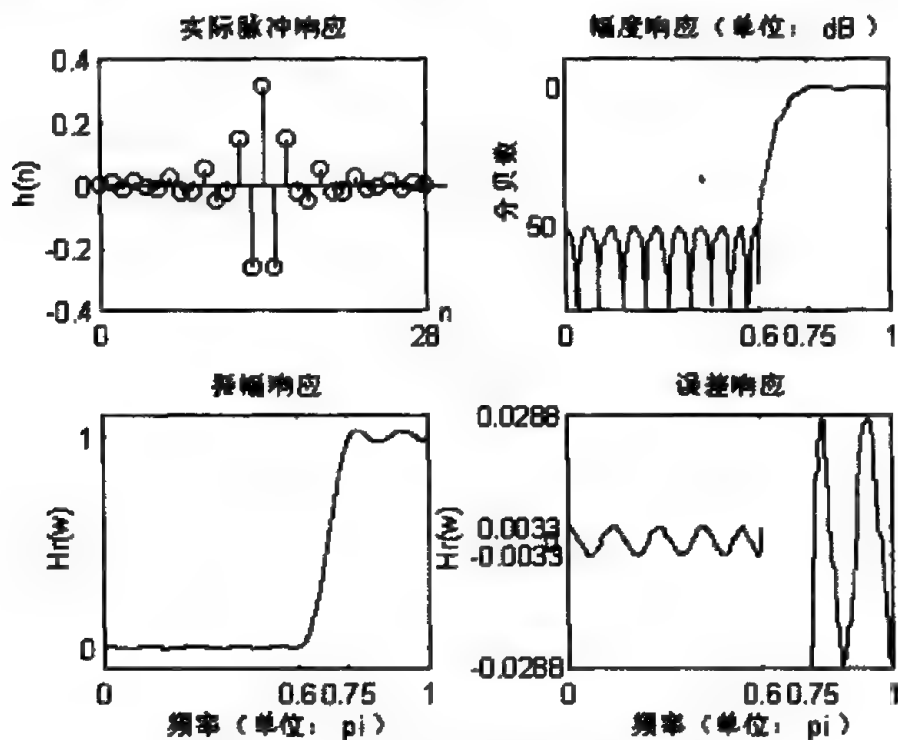 实际脉冲响应
0.4
0.2
0
-0.2
-0.4
h(n)
0
28
n
幅度响应（单位： dB）
0
50
分贝数
0
0.6
0.75
1
振幅响应
1
0
Hr(w)
0
0.6
0.75
1
频率（单位： pi）
误差响应
0.0288
0.0033
-0.0033
-0.0288
Hr(w)
0
0.6
0.75
1
频率（单位： pi）